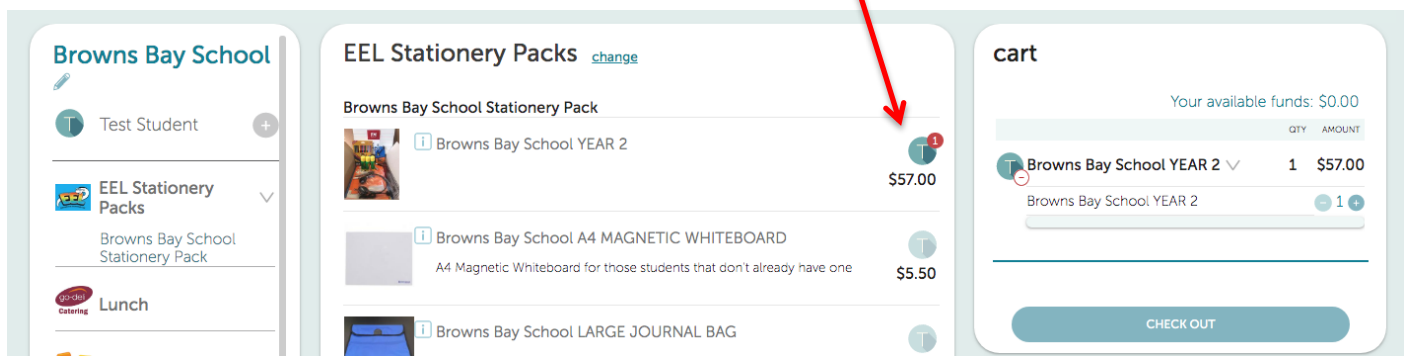 Browns Bay School
T Test Student +
EEL Stationery
Packs
Browns Bay School
Stationery Pack
go-deli
Catering
Lunch
EEL Stationery Packs change
Browns Bay School Stationery Pack
i Browns Bay School YEAR 2
T 1
$57.00
i Browns Bay School A4 MAGNETIC WHITEBOARD
T
A4 Magnetic Whiteboard for those students that don't already have one
$5.50
i Browns Bay School LARGE JOURNAL BAG
T
cart
Your available funds: $0.00
QTY AMOUNT
T Browns Bay School YEAR 2 1 $57.00
Browns Bay School YEAR 2 - 1 +
CHECK OUT